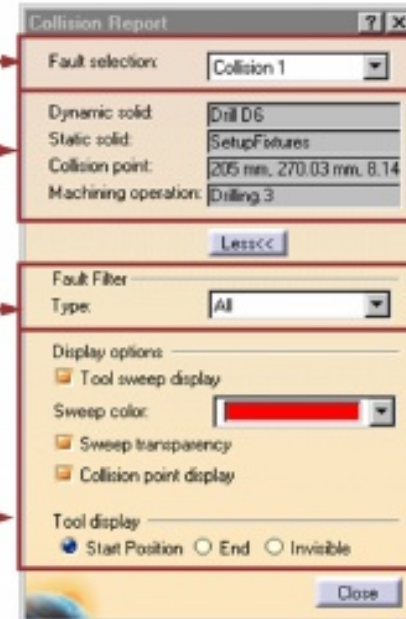 Collision Report
Fault selection: Collision 1
Dynamic solid: Drill D6
Static solid: SetupFixtures
Collision point: 205 mm, 270.03 mm, 8.14
Machining operation: Drilling.3
Less<<
Fault Filter
Type: All
Display options
Tool sweep display
Sweep color:
Sweep transparency
Collision point display
Tool display
Start Position End Invisible
Close